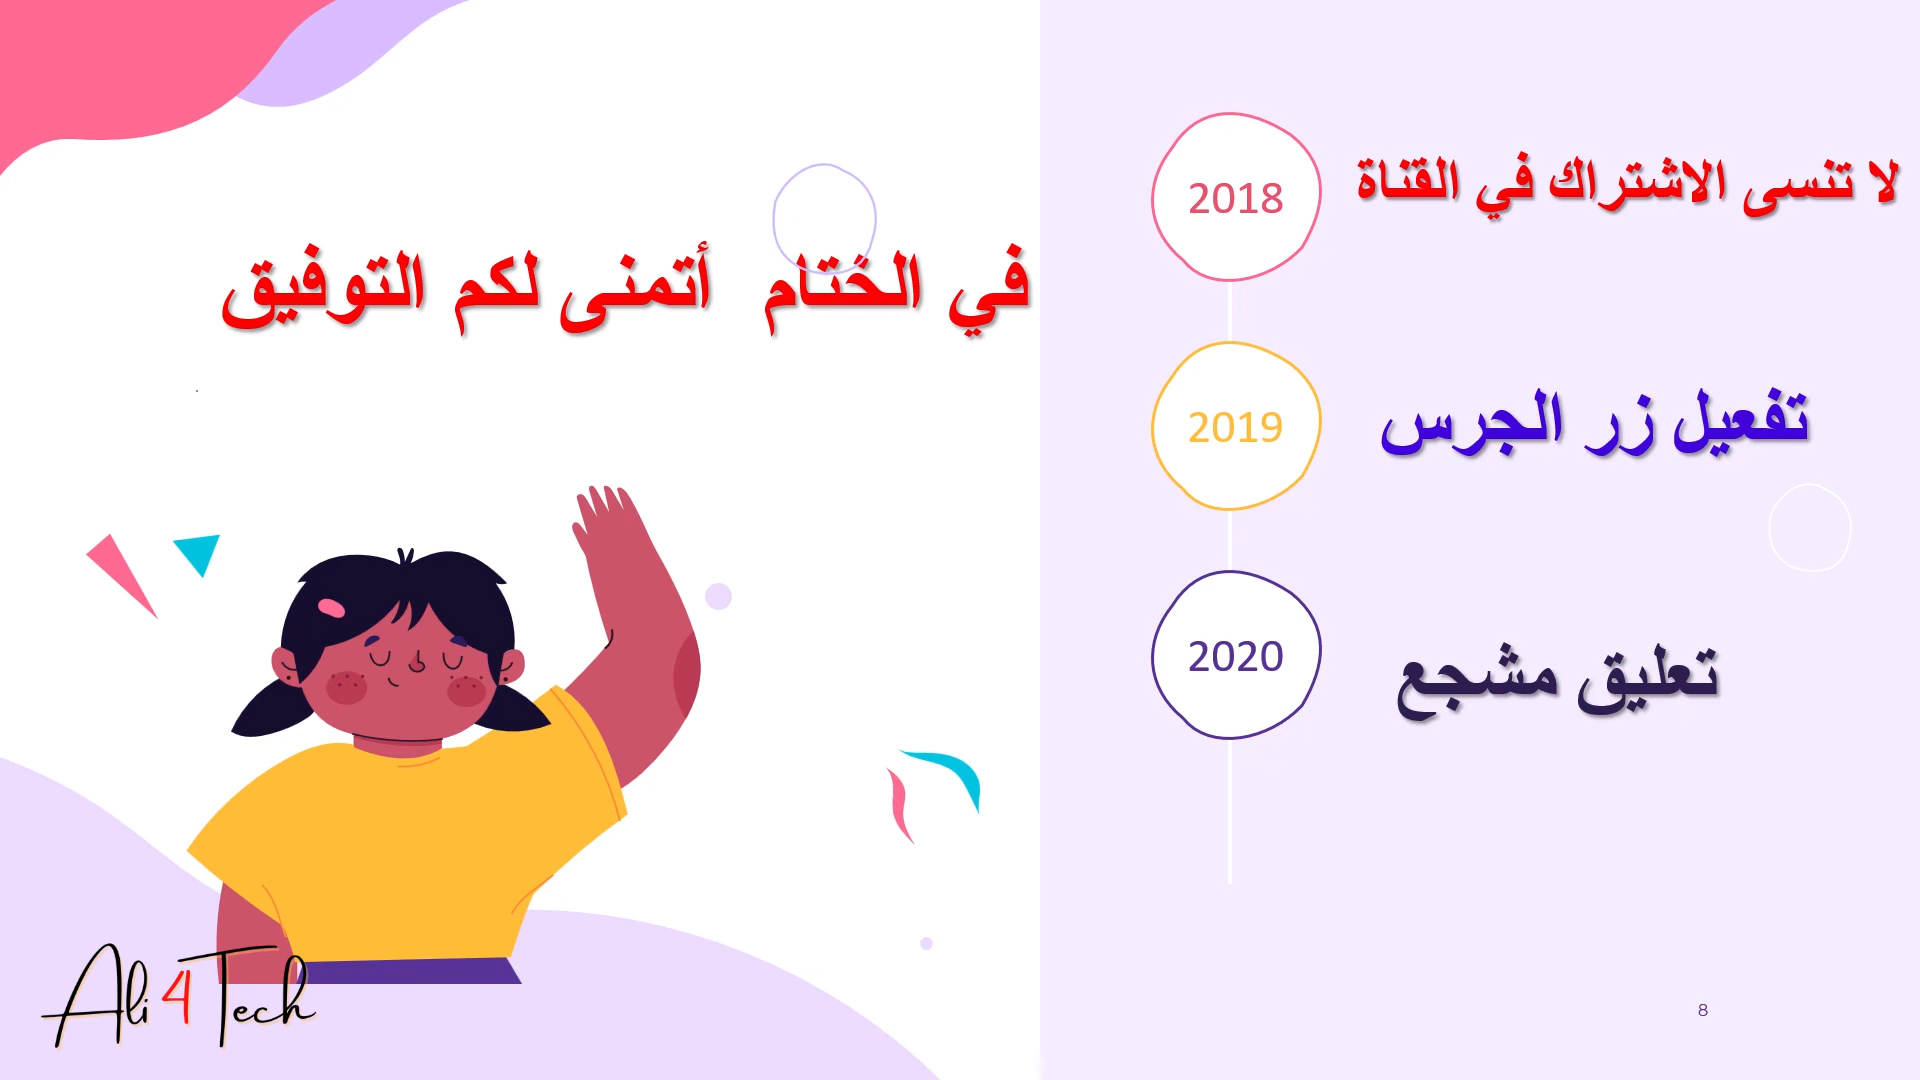 في الختام أتمنى لكم التوفيق
2018
لا تنسى الاشتراك في القناة
2019
تفعيل زر الجرس
2020
تعليق مشجع
Ali 4 Tech
8